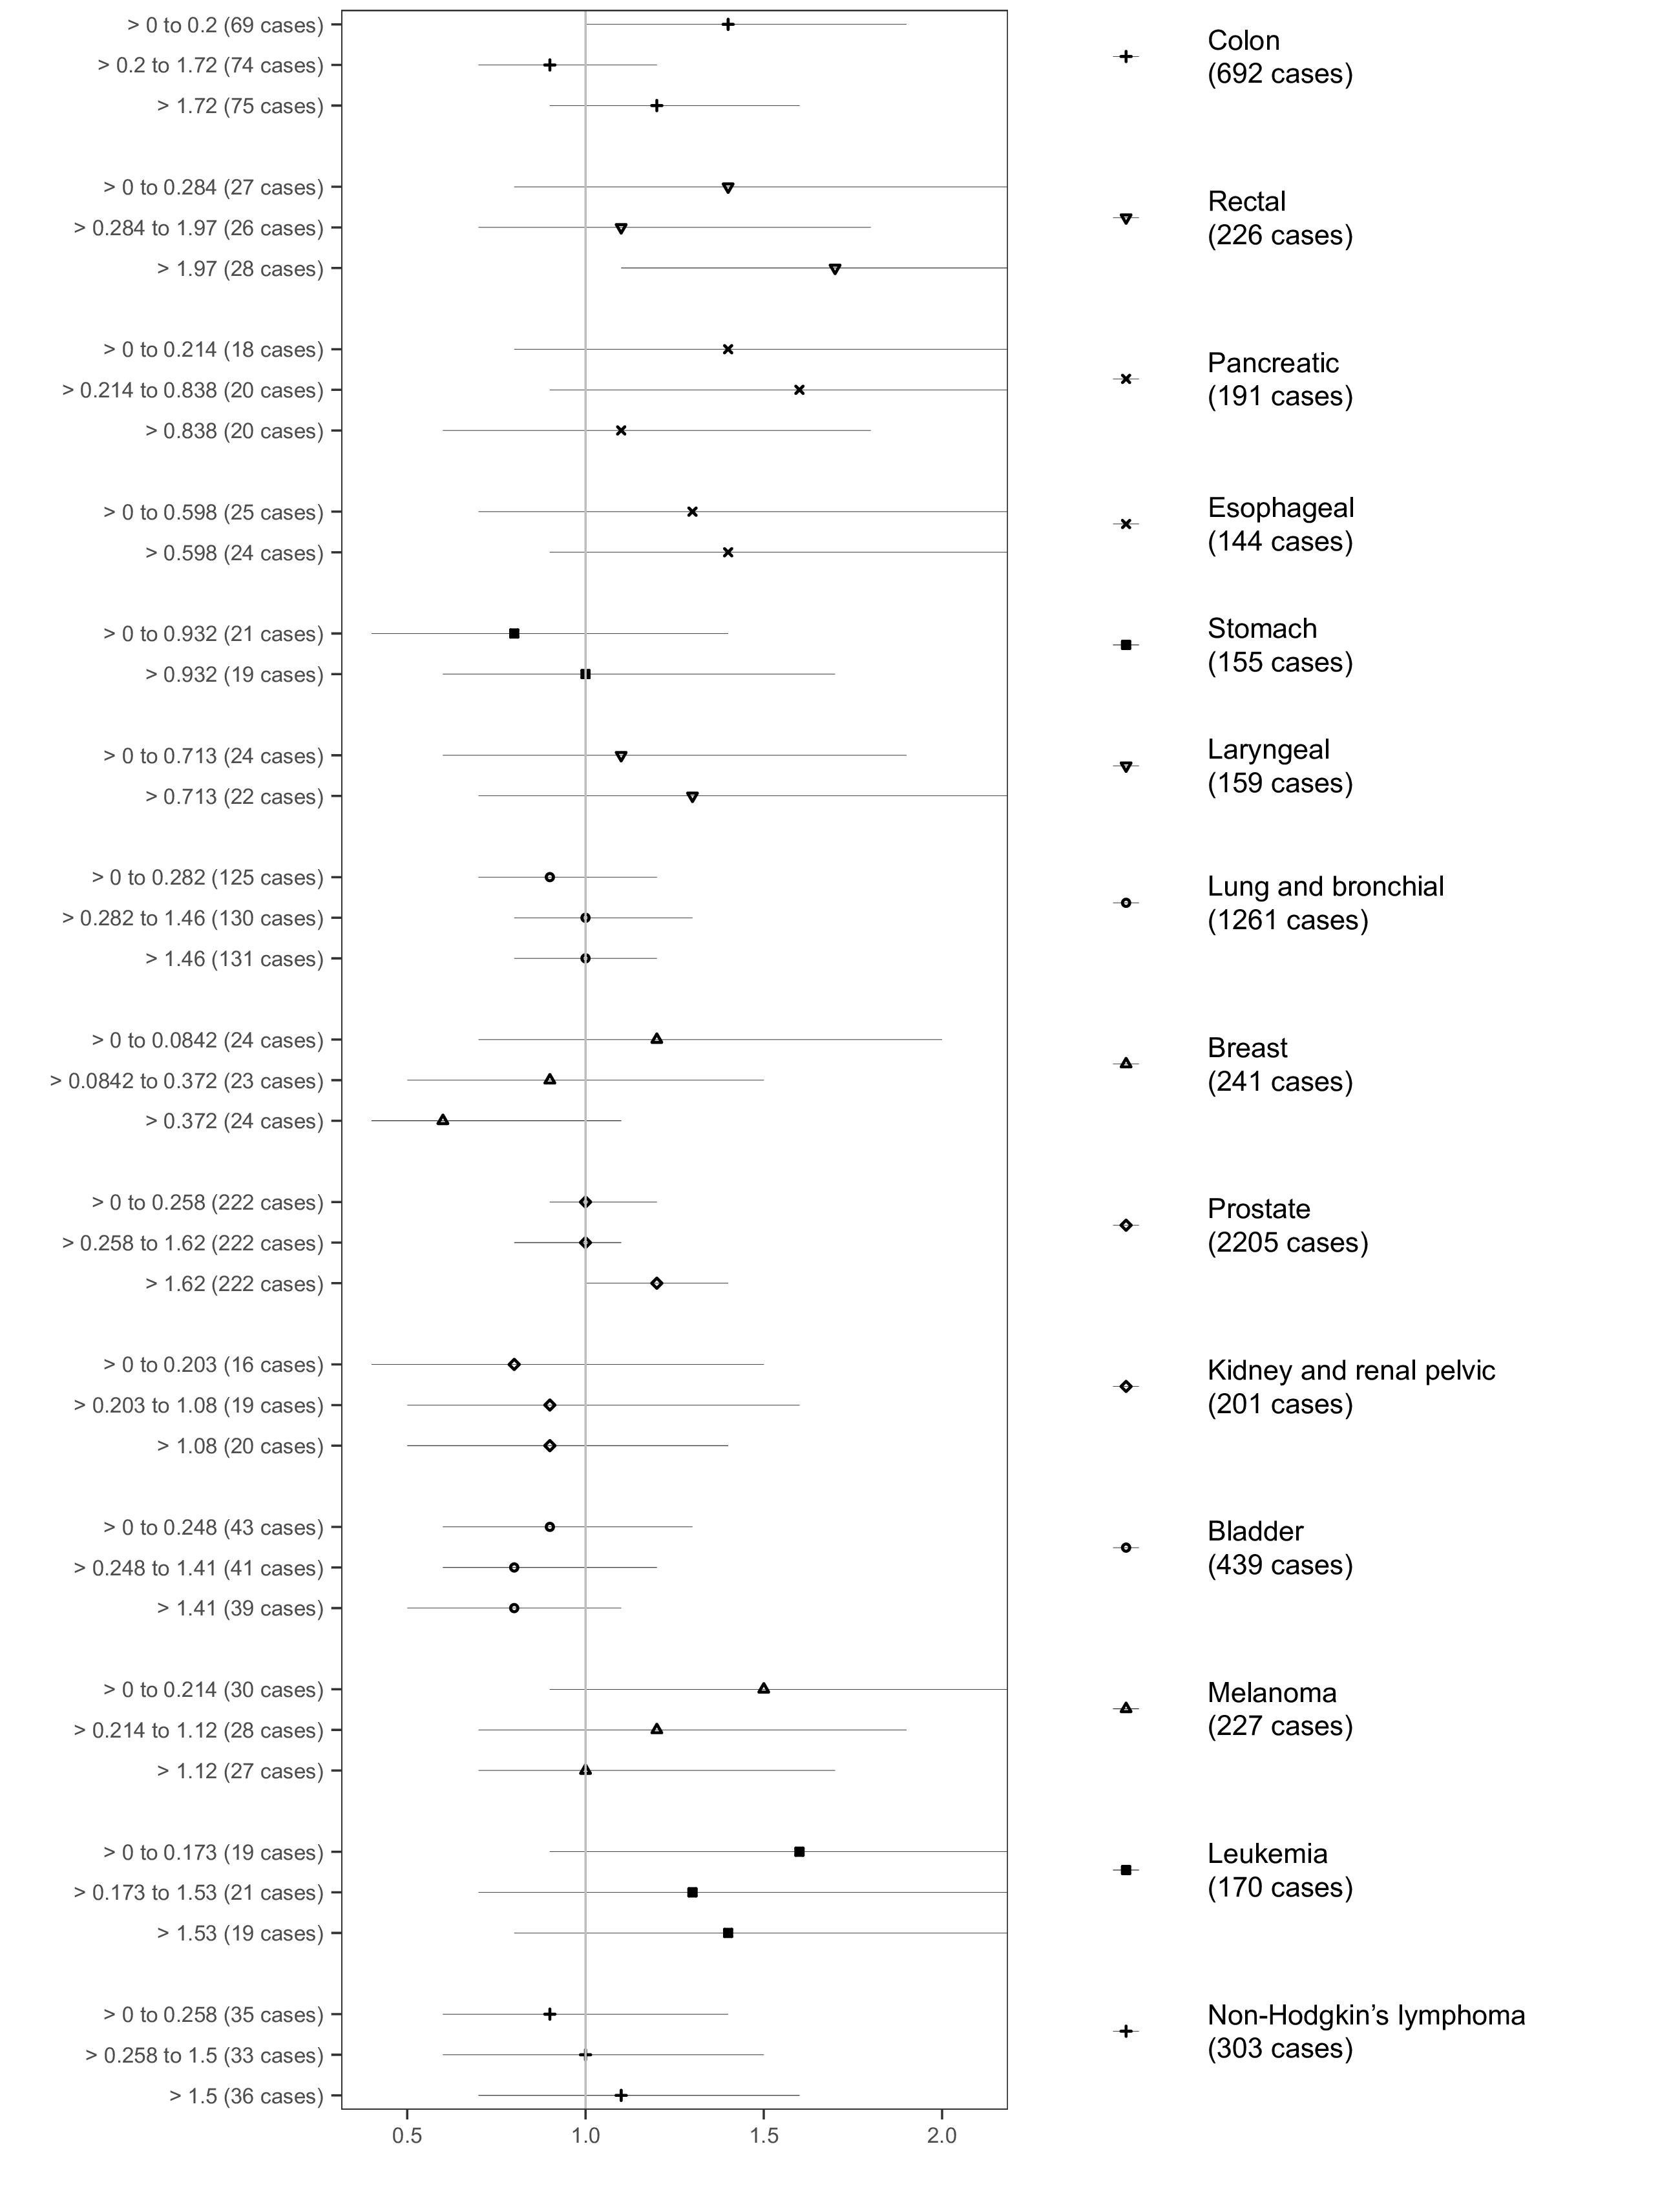 > 0 to 0.2 (69 cases)
> 0.2 to 1.72 (74 cases)
> 1.72 (75 cases)
> 0 to 0.284 (27 cases)
> 0.284 to 1.97 (26 cases)
> 1.97 (28 cases)
> 0 to 0.214 (18 cases)
> 0.214 to 0.838 (20 cases)
> 0.838 (20 cases)
> 0 to 0.598 (25 cases)
> 0.598 (24 cases)
> 0 to 0.932 (21 cases)
> 0.932 (19 cases)
> 0 to 0.713 (24 cases)
> 0.713 (22 cases)
> 0 to 0.282 (125 cases)
> 0.282 to 1.46 (130 cases)
> 1.46 (131 cases)
> 0 to 0.0842 (24 cases)
> 0.0842 to 0.372 (23 cases)
> 0.372 (24 cases)
> 0 to 0.258 (222 cases)
> 0.258 to 1.62 (222 cases)
> 1.62 (222 cases)
> 0 to 0.203 (16 cases)
> 0.203 to 1.08 (19 cases)
> 1.08 (20 cases)
> 0 to 0.248 (43 cases)
> 0.248 to 1.41 (41 cases)
> 1.41 (39 cases)
> 0 to 0.214 (30 cases)
> 0.214 to 1.12 (28 cases)
> 1.12 (27 cases)
> 0 to 0.173 (19 cases)
> 0.173 to 1.53 (21 cases)
> 1.53 (19 cases)
> 0 to 0.258 (35 cases)
> 0.258 to 1.5 (33 cases)
> 1.5 (36 cases)
0.5 1.0 1.5 2.0
Colon
(692 cases)
Rectal
(226 cases)
Pancreatic
(191 cases)
Esophageal
(144 cases)
Stomach
(155 cases)
Laryngeal
(159 cases)
Lung and bronchial
(1261 cases)
Breast
(241 cases)
Prostate
(2205 cases)
Kidney and renal pelvic
(201 cases)
Bladder
(439 cases)
Melanoma
(227 cases)
Leukemia
(170 cases)
Non-Hodgkin’s lymphoma
(303 cases)